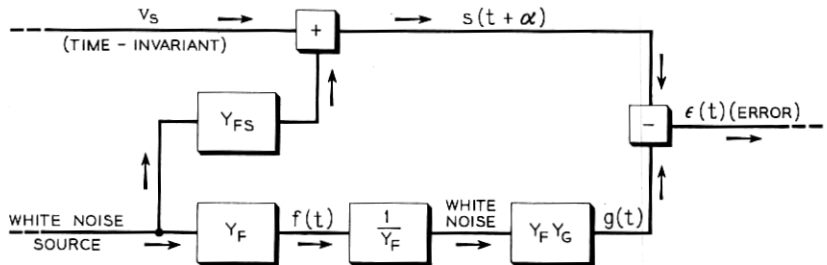 V_S
(TIME - INVARIANT)
+
s(t + α)
Y_FS
-
ϵ(t)(ERROR)
WHITE NOISE
SOURCE
Y_F
f(t)
1/Y_F
WHITE
NOISE
Y_F Y_G
g(t)